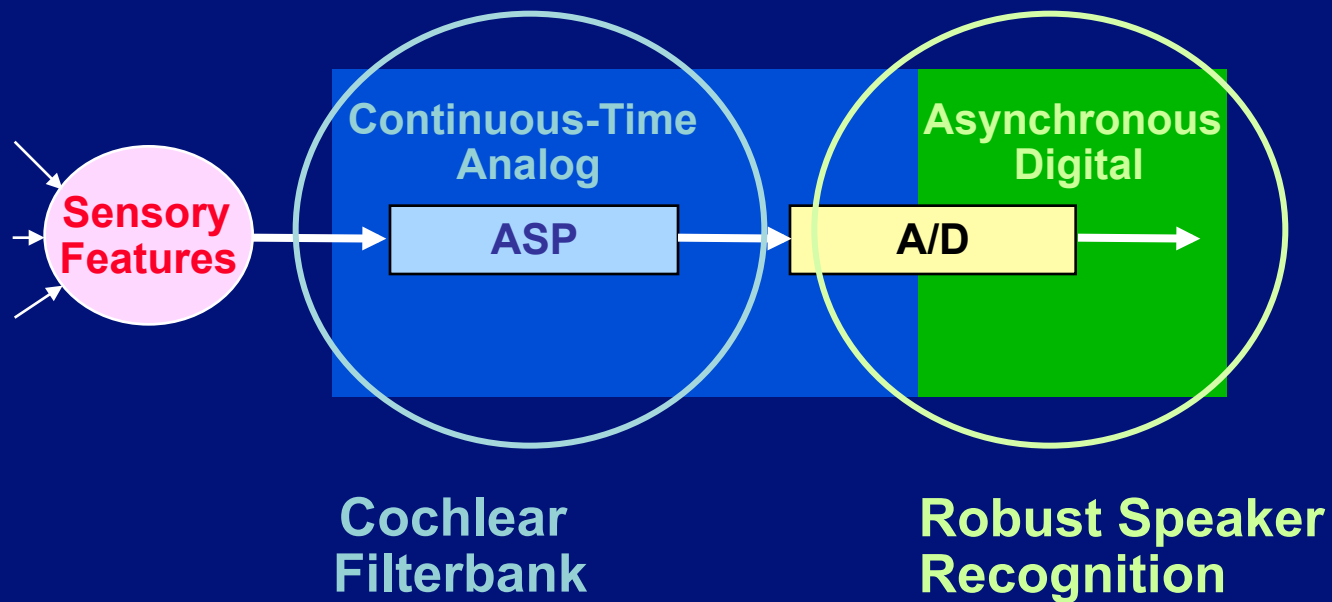 Continuous-Time
Analog
Asynchronous
Digital
Sensory
Features
ASP
A/D
Cochlear
Filterbank
Robust Speaker
Recognition